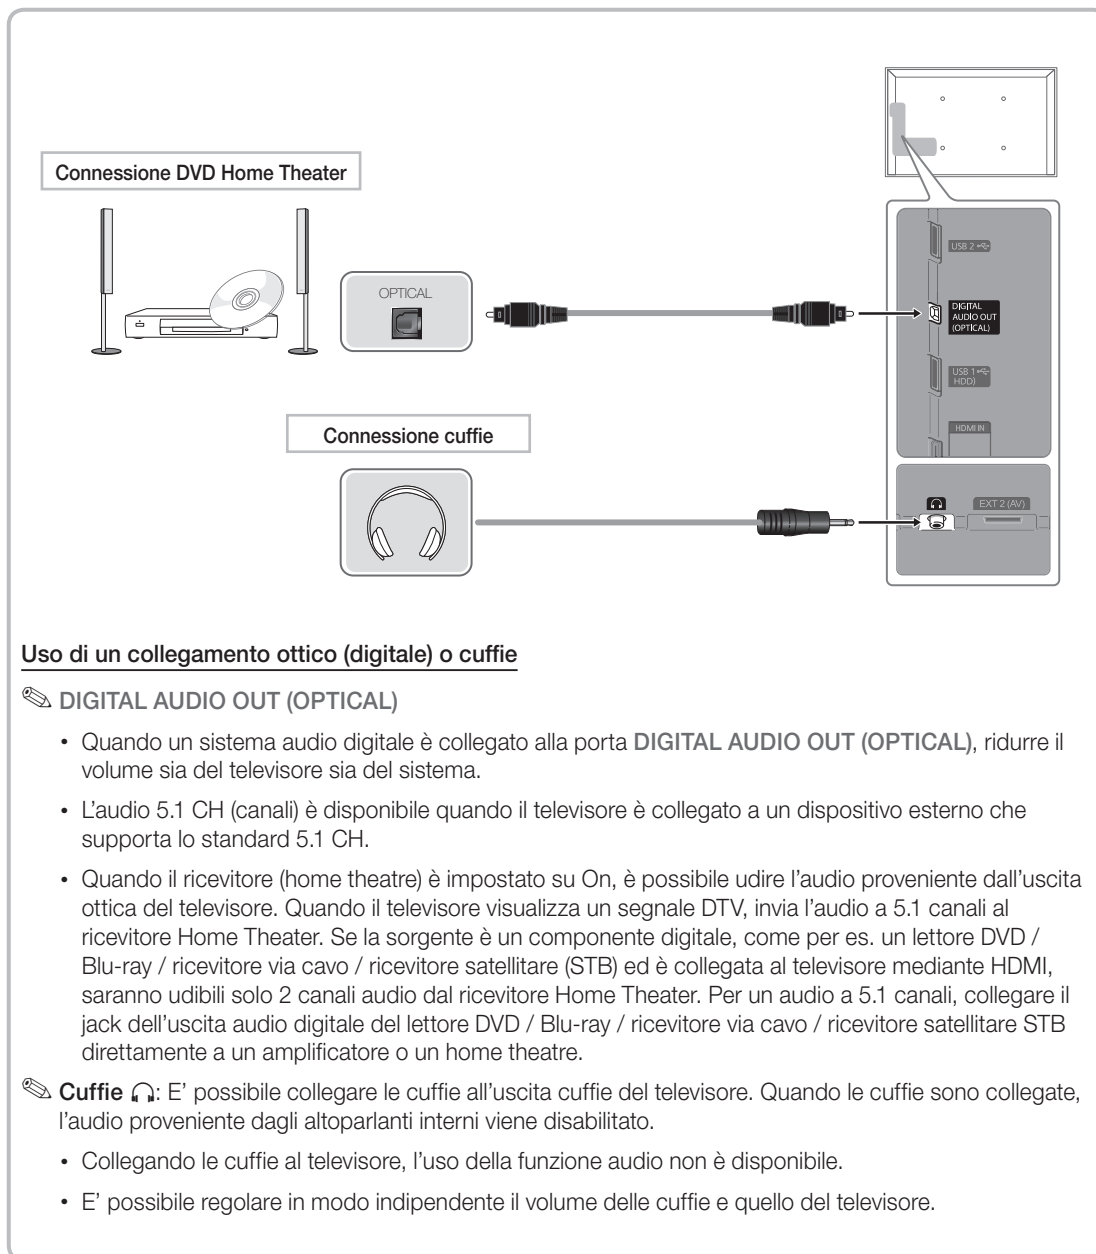 Connessione DVD Home Theater
OPTICAL
USB 2
DIGITAL
AUDIO OUT
(OPTICAL)
USB 1
HDD)
HDMI IN
Connessione cuffie
EXT 2 (AV)
Uso di un collegamento ottico (digitale) o cuffie
DIGITAL AUDIO OUT (OPTICAL)
• Quando un sistema audio digitale è collegato alla porta DIGITAL AUDIO OUT (OPTICAL), ridurre il
volume sia del televisore sia del sistema.
• L'audio 5.1 CH (canali) è disponibile quando il televisore è collegato a un dispositivo esterno che
supporta lo standard 5.1 CH.
• Quando il ricevitore (home theatre) è impostato su On, è possibile udire l'audio proveniente dall'uscita
ottica del televisore. Quando il televisore visualizza un segnale DTV, invia l'audio a 5.1 canali al
ricevitore Home Theater. Se la sorgente è un componente digitale, come per es. un lettore DVD /
Blu-ray / ricevitore via cavo / ricevitore satellitare (STB) ed è collegata al televisore mediante HDMI,
saranno udibili solo 2 canali audio dal ricevitore Home Theater. Per un audio a 5.1 canali, collegare il
jack dell'uscita audio digitale del lettore DVD / Blu-ray / ricevitore via cavo / ricevitore satellitare STB
direttamente a un amplificatore o un home theatre.
Cuffie : E' possibile collegare le cuffie all'uscita cuffie del televisore. Quando le cuffie sono collegate,
l'audio proveniente dagli altoparlanti interni viene disabilitato.
• Collegando le cuffie al televisore, l'uso della funzione audio non è disponibile.
• E' possibile regolare in modo indipendente il volume delle cuffie e quello del televisore.